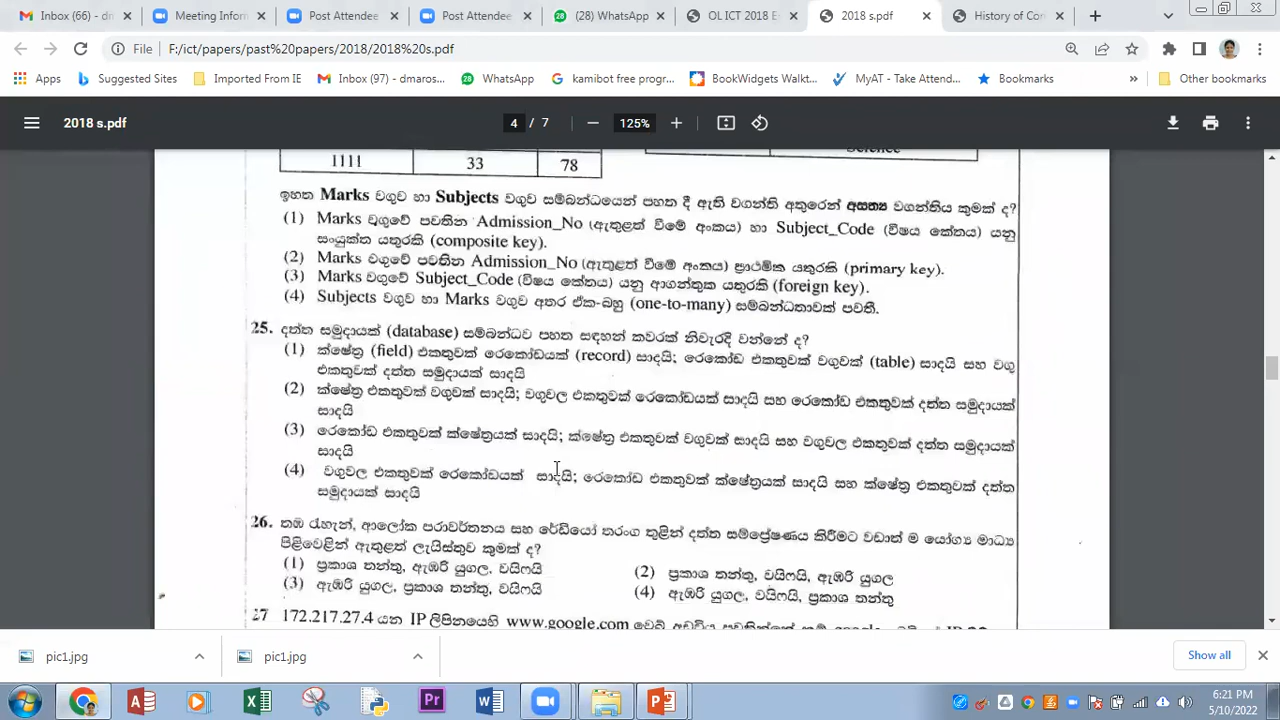 Inbox (66) - dn
Meeting Inforn
Post Attendee
Post Attendee
(28) WhatsApp
OL ICT 2018 E
2018 s.pdf
History of Con
File F:/ict/papers/past%20papers/2018/2018%20s.pdf
Apps
Suggested Sites
Imported From IE
Inbox (97) - dmaros...
WhatsApp
kamibot free progr...
BookWidgets Walkt...
MyAT - Take Attend...
Bookmarks
»
Other bookmarks
2018 s.pdf
4 / 7
125%
1111 33 78
ඉහත Marks වගුව හා Subjects වගුව සම්බන්ධයෙන් පහත දී ඇති වගන්ති අතුරෙන් අසත්‍ය වගන්තිය කුමක් ද?
(1) Marks වගුවේ පවතින Admission_No (ඇතුළත් වීමේ අංකය) හා Subject_Code (විෂය කේතය) යනු
සංයුක්ත යතුරකි (composite key).
(2) Marks වගුවේ පවතින Admission_No (ඇතුළත් වීමේ අංකය) ප්‍රාථමික යතුරකි (primary key).
(3) Marks වගුවේ Subject_Code (විෂය කේතය) යනු ආගන්තුක යතුරකි (foreign key).
(4) Subjects වගුව හා Marks වගුව අතර ඒක-බහු (one-to-many) සම්බන්ධතාවක් පවතී.
25. දත්ත සමුදායක් (database) සම්බන්ධව පහත සඳහන් කවරක් නිවැරදි වන්නේ ද?
(1) ක්ෂේත්‍ර (field) එකතුවක් රෙකෝඩයක් (record) සාදයි; රෙකෝඩ එකතුවක් වගුවක් (table) සාදයි සහ වගු
එකතුවක් දත්ත සමුදායක් සාදයි
(2) ක්ෂේත්‍ර එකතුවක් වගුවක් සාදයි; වගුවල එකතුවක් රෙකෝඩයක් සාදයි සහ රෙකෝඩ එකතුවක් දත්ත සමුදායක්
සාදයි
(3) රෙකෝඩ එකතුවක් ක්ෂේත්‍රයක් සාදයි; ක්ෂේත්‍ර එකතුවක් වගුවක් සාදයි සහ වගුවල එකතුවක් දත්ත සමුදායක්
සාදයි
(4) වගුවල එකතුවක් රෙකෝඩයක් සාදයි; රෙකෝඩ එකතුවක් ක්ෂේත්‍රයක් සාදයි සහ ක්ෂේත්‍ර එකතුවක් දත්ත
සමුදායක් සාදයි
26. තඹ රැහැන්, ආලෝක පරාවර්තනය සහ රේඩියෝ තරංග තුළින් දත්ත සම්ප්‍රේෂණය කිරීමට වඩාත් ම යෝග්‍ය මාධ්‍ය
පිළිවෙළින් ඇතුළත් ලැයිස්තුව කුමක් ද?
(1) ප්‍රකාශ තන්තු, ඇඹරි යුගල, වයිෆයි (2) ප්‍රකාශ තන්තු, වයිෆයි, ඇඹරි යුගල
(3) ඇඹරි යුගල, ප්‍රකාශ තන්තු, වයිෆයි (4) ඇඹරි යුගල, වයිෆයි, ප්‍රකාශ තන්තු
27 172.217.27.4 යන IP ලිපිනයෙහි www.google.com
pic1.jpg
pic1.jpg
Show all
6:21 PM
5/10/2022